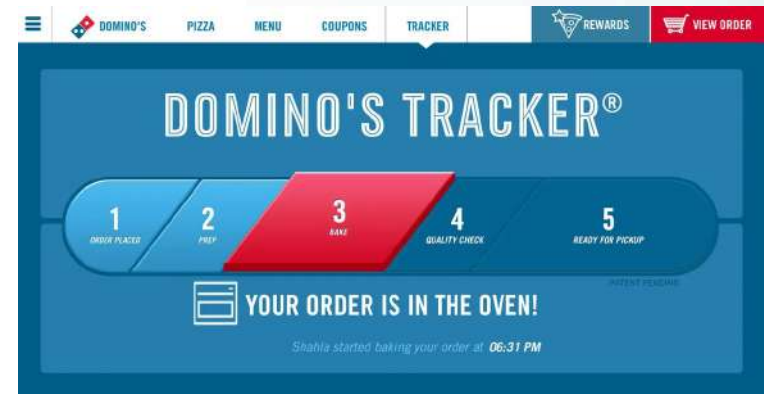 DOMINO'S PIZZA MENU COUPONS TRACKER REWARDS VIEW ORDER
DOMINO'S TRACKER®
1 2 3 4 5
ORDER PLACED PREP BAKE QUALITY CHECK READY FOR PICKUP
PATENT PENDING
YOUR ORDER IS IN THE OVEN!
Shahla started baking your order at 06:31 PM